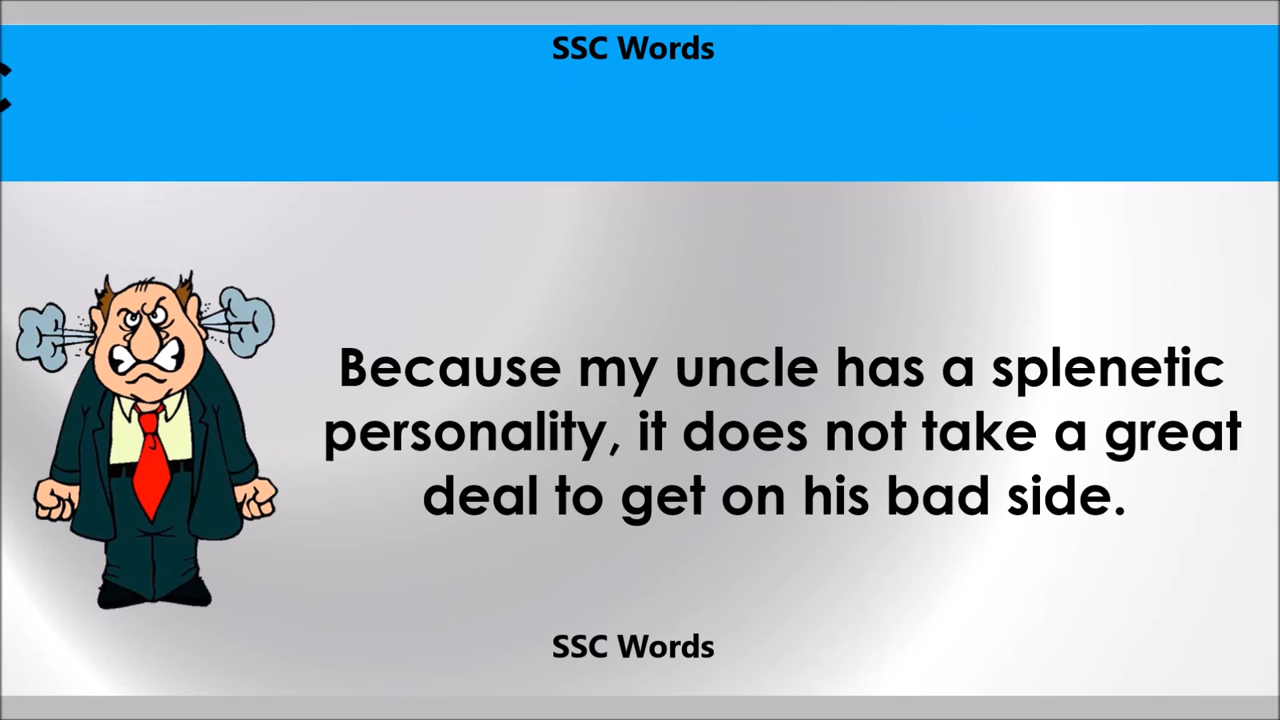 SSC Words
Because my uncle has a splenetic
personality, it does not take a great
deal to get on his bad side.
SSC Words